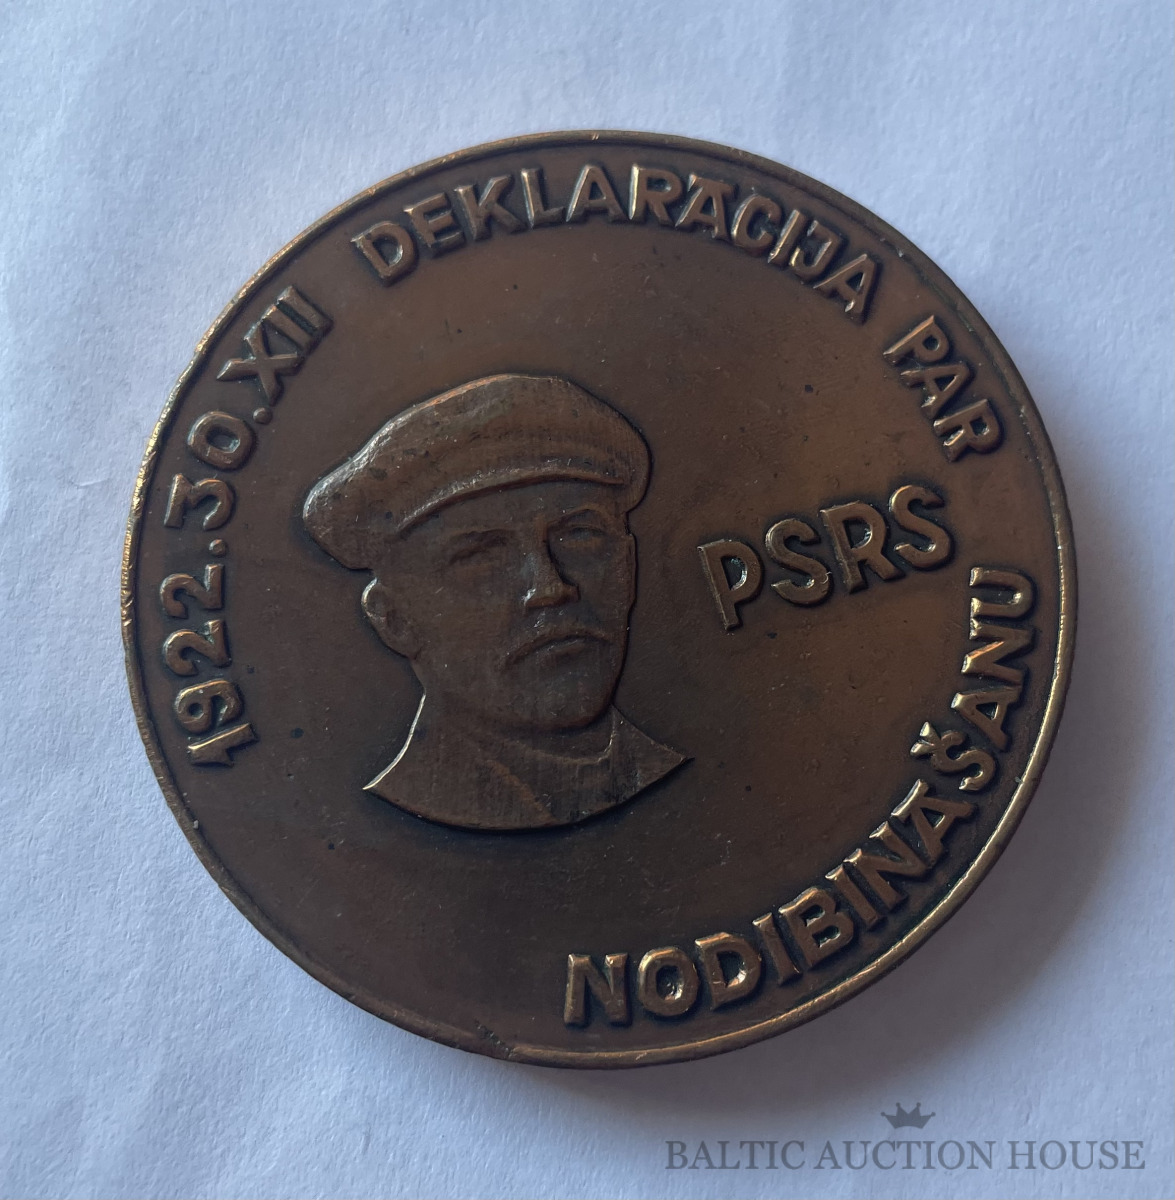 1922.30.XII DEKLARĀCIJA PAR
PSRS
NODIBINĀŠANU
BALTIC AUCTION HOUSE